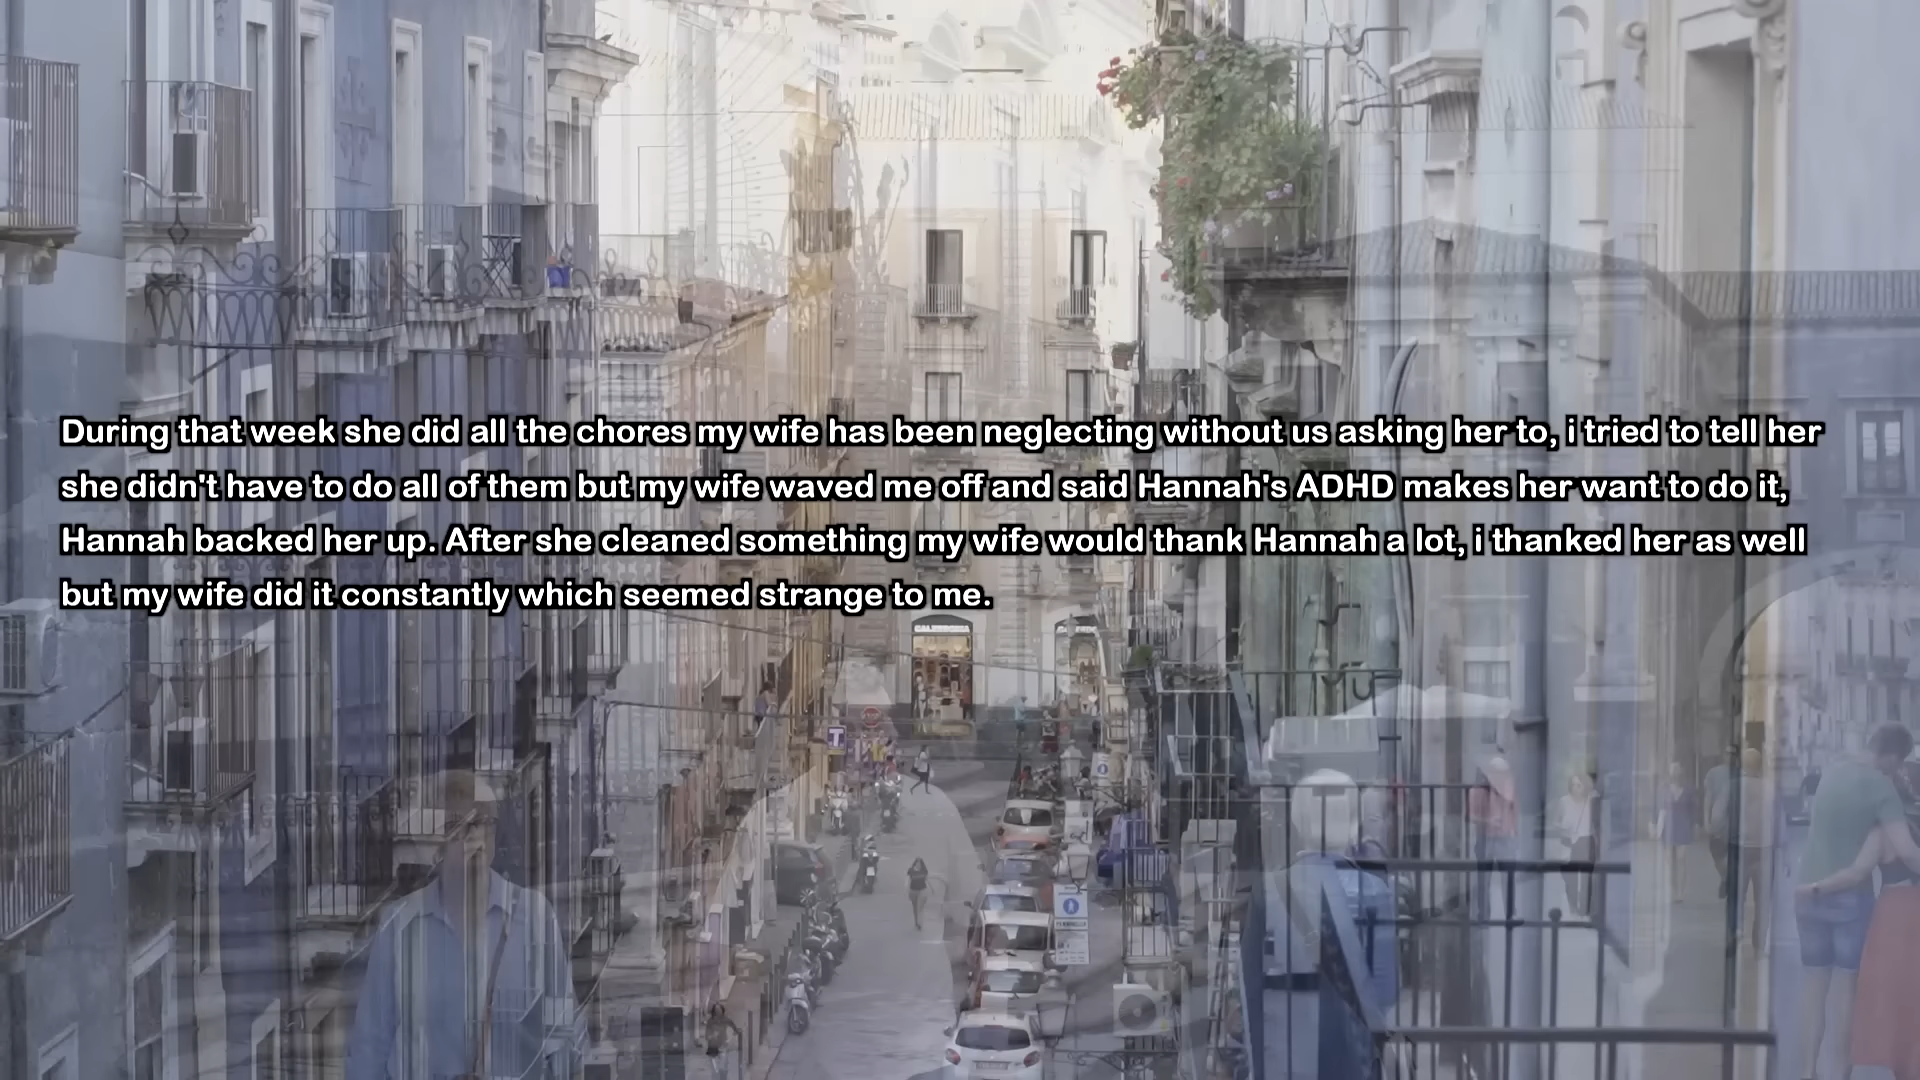 During that week she did all the chores my wife has been neglecting without us asking her to, i tried to tell her
she didn't have to do all of them but my wife waved me off and said Hannah's ADHD makes her want to do it,
Hannah backed her up. After she cleaned something my wife would thank Hannah a lot, i thanked her as well
but my wife did it constantly which seemed strange to me.
T